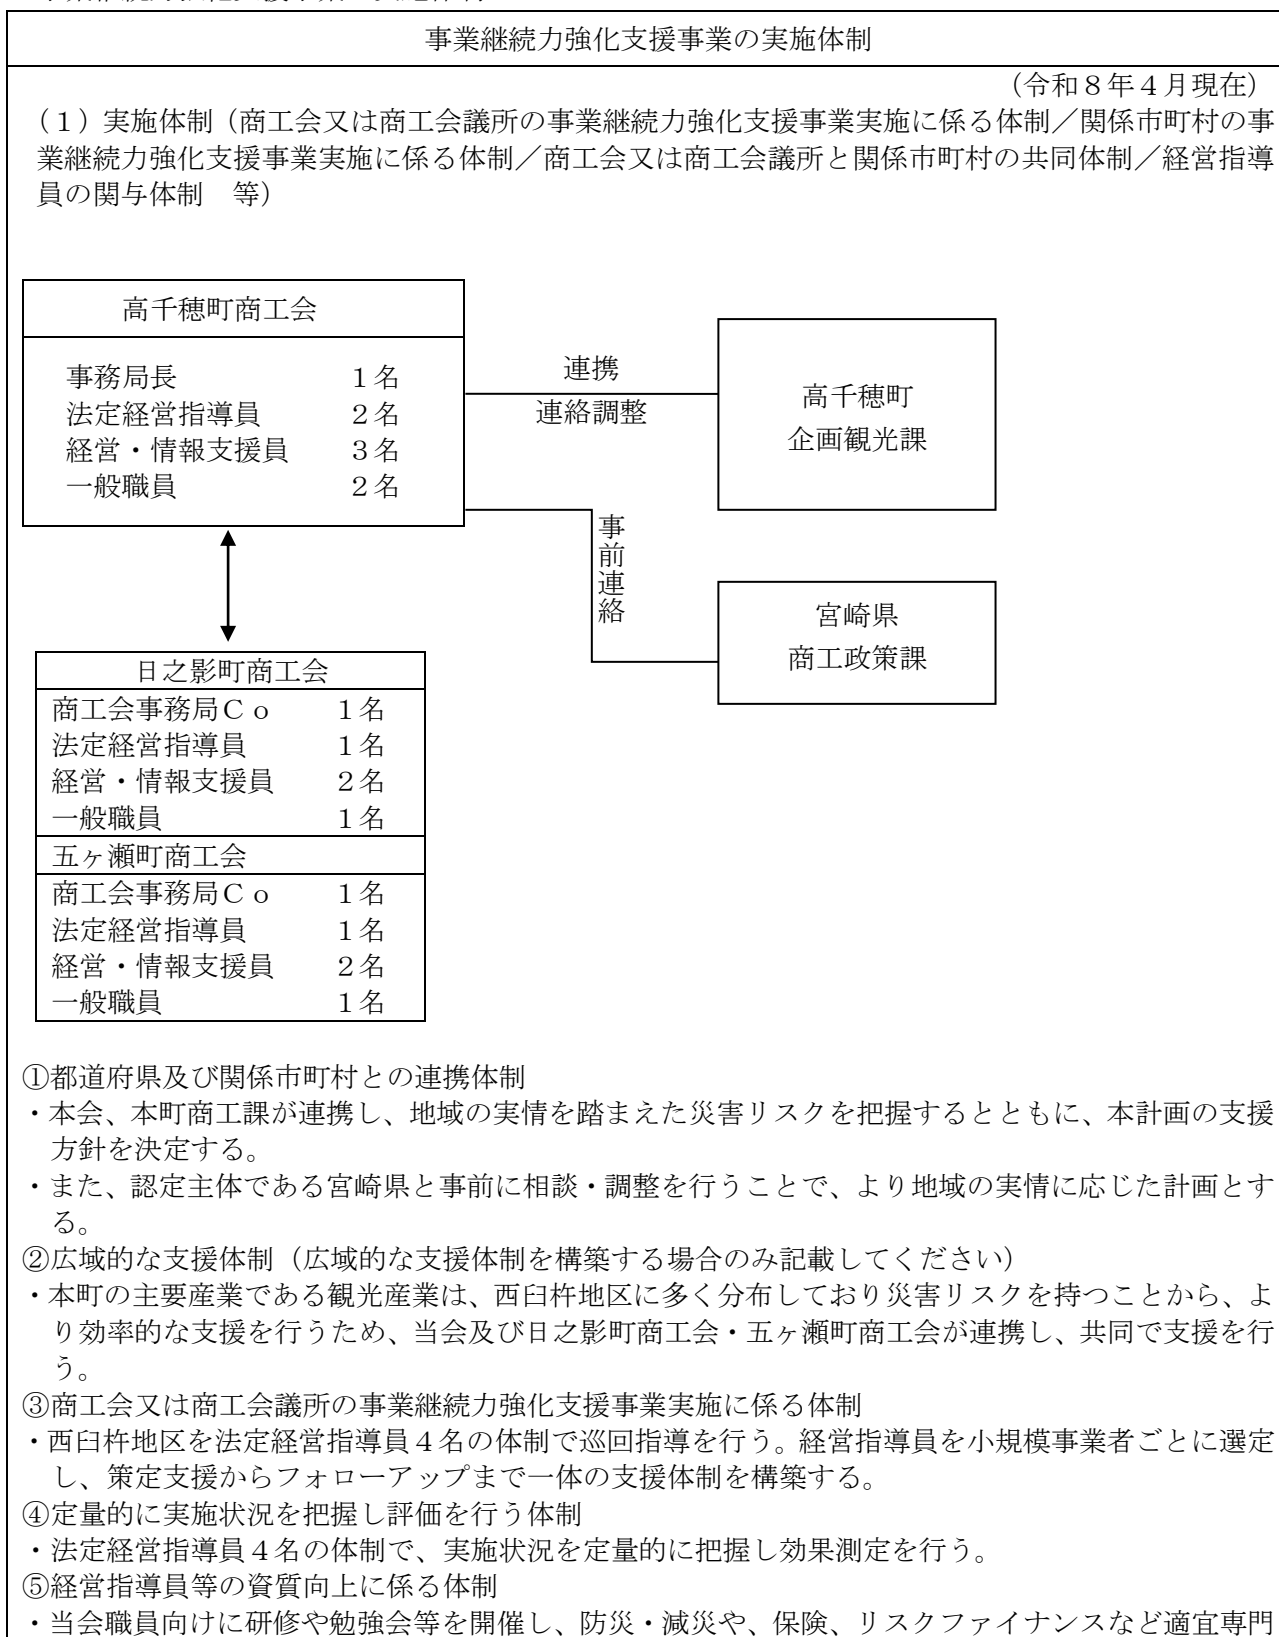 事業継続力強化支援事業の実施体制
（令和８年４月現在）
（１）実施体制（商工会又は商工会議所の事業継続力強化支援事業実施に係る体制／関係市町村の事
業継続力強化支援事業実施に係る体制／商工会又は商工会議所と関係市町村の共同体制／経営指導
員の関与体制　等）
高千穂町商工会
事務局長　１名
法定経営指導員　２名
経営・情報支援員　３名
一般職員　２名
連携
連絡調整
高千穂町
企画観光課
事前連絡
宮崎県
商工政策課
日之影町商工会
商工会事務局Ｃｏ　１名
法定経営指導員　１名
経営・情報支援員　２名
一般職員　１名
五ヶ瀬町商工会
商工会事務局Ｃｏ　１名
法定経営指導員　１名
経営・情報支援員　２名
一般職員　１名
①都道府県及び関係市町村との連携体制
・本会、本町商工課が連携し、地域の実情を踏まえた災害リスクを把握するとともに、本計画の支援
方針を決定する。
・また、認定主体である宮崎県と事前に相談・調整を行うことで、より地域の実情に応じた計画とす
る。
②広域的な支援体制（広域的な支援体制を構築する場合のみ記載してください）
・本町の主要産業である観光産業は、西臼杵地区に多く分布しており災害リスクを持つことから、よ
り効率的な支援を行うため、当会及び日之影町商工会・五ヶ瀬町商工会が連携し、共同で支援を行
う。
③商工会又は商工会議所の事業継続力強化支援事業実施に係る体制
・西臼杵地区を法定経営指導員４名の体制で巡回指導を行う。経営指導員を小規模事業者ごとに選定
し、策定支援からフォローアップまで一体の支援体制を構築する。
④定量的に実施状況を把握し評価を行う体制
・法定経営指導員４名の体制で、実施状況を定量的に把握し効果測定を行う。
⑤経営指導員等の資質向上に係る体制
・当会職員向けに研修や勉強会等を開催し、防災・減災や、保険、リスクファイナンスなど適宜専門